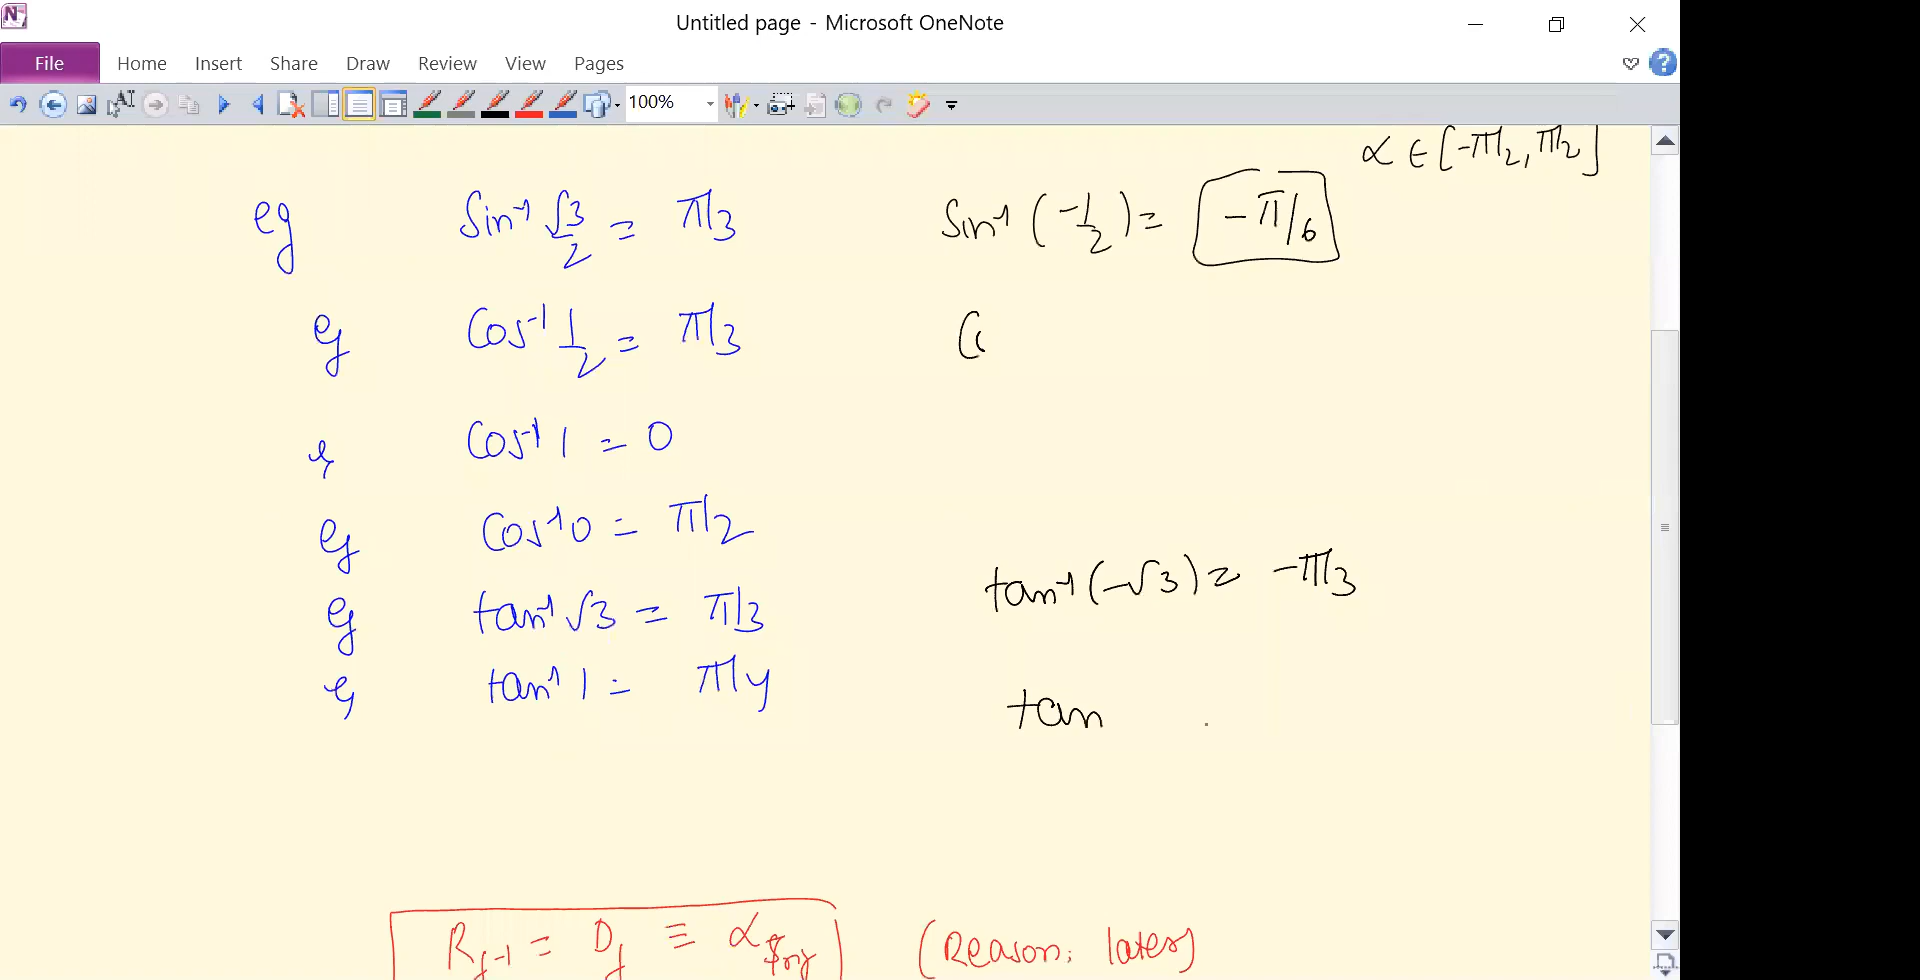 Untitled page - Microsoft OneNote
File Home Insert Share Draw Review View Pages
100%
α ∈ [-π/2, π/2]
eg sin⁻¹ √3/2 = π/3 sin⁻¹ (-1/2) = -π/6
eg cos⁻¹ 1/2 = π/3 (
cos⁻¹ 1 = 0
eg cos⁻¹ 0 = π/2
tan⁻¹ (-√3) = -π/3
eg tan⁻¹ √3 = π/3
eg tan⁻¹ 1 = π/4
tan
R f⁻¹ = D f ≡ α (Reason: later)